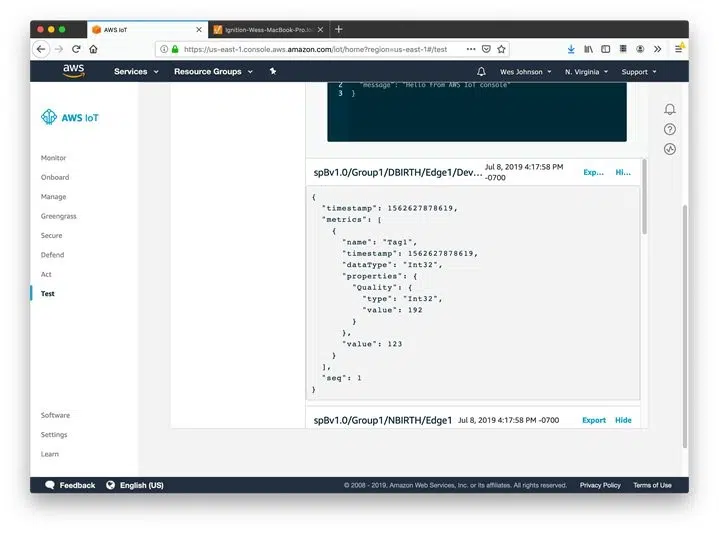 AWS IoT
Ignition-Wess-MacBook-Pro.lo
https://us-east-1.console.aws.amazon.com/iot/home?region=us-east-1#/test
aws
Services
Resource Groups
Wes Johnson
N. Virginia
Support
AWS IoT
Monitor
Onboard
Manage
Greengrass
Secure
Defend
Act
Test
Software
Settings
Learn
2 "message": "Hello from AWS IoT console"
3 }
spBv1.0/Group1/DBIRTH/Edge1/Dev...
Jul 8, 2019 4:17:58 PM
-0700
Exp...
Hi...
{
"timestamp": 1562627878619,
"metrics": [
{
"name": "Tag1",
"timestamp": 1562627878619,
"dataType": "Int32",
"properties": {
"Quality": {
"type": "Int32",
"value": 192
}
},
"value": 123
}
],
"seq": 1
}
spBv1.0/Group1/NBIRTH/Edge1
Jul 8, 2019 4:17:58 PM -0700
Export
Hide
Feedback
English (US)
© 2008 - 2019, Amazon Web Services, Inc. or its affiliates. All rights reserved.
Privacy Policy
Terms of Use